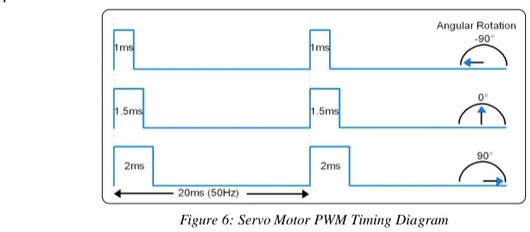 Angular Rotation
-90°
1ms
1ms
0°
1.5ms
1.5ms
90°
2ms
2ms
20ms (50Hz)
Figure 6: Servo Motor PWM Timing Diagram